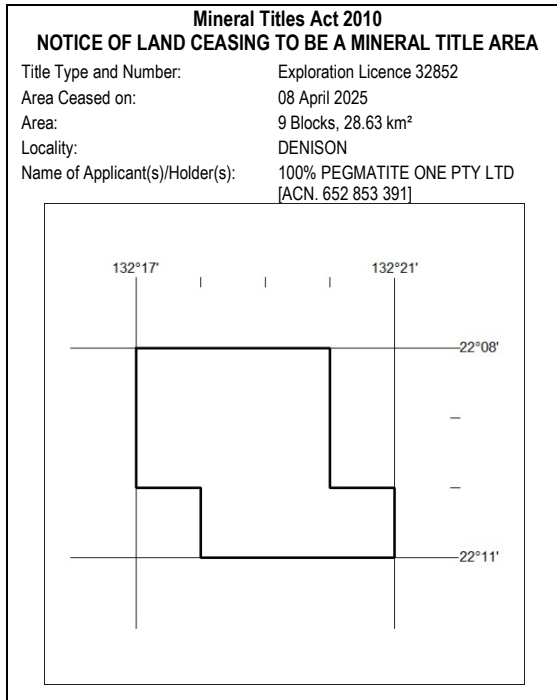 Mineral Titles Act 2010
NOTICE OF LAND CEASING TO BE A MINERAL TITLE AREA
Title Type and Number: Exploration Licence 32852
Area Ceased on: 08 April 2025
Area: 9 Blocks, 28.63 km²
Locality: DENISON
Name of Applicant(s)/Holder(s): 100% PEGMATITE ONE PTY LTD
[ACN. 652 853 391]
132°17' 132°21'
22°08'
22°11'